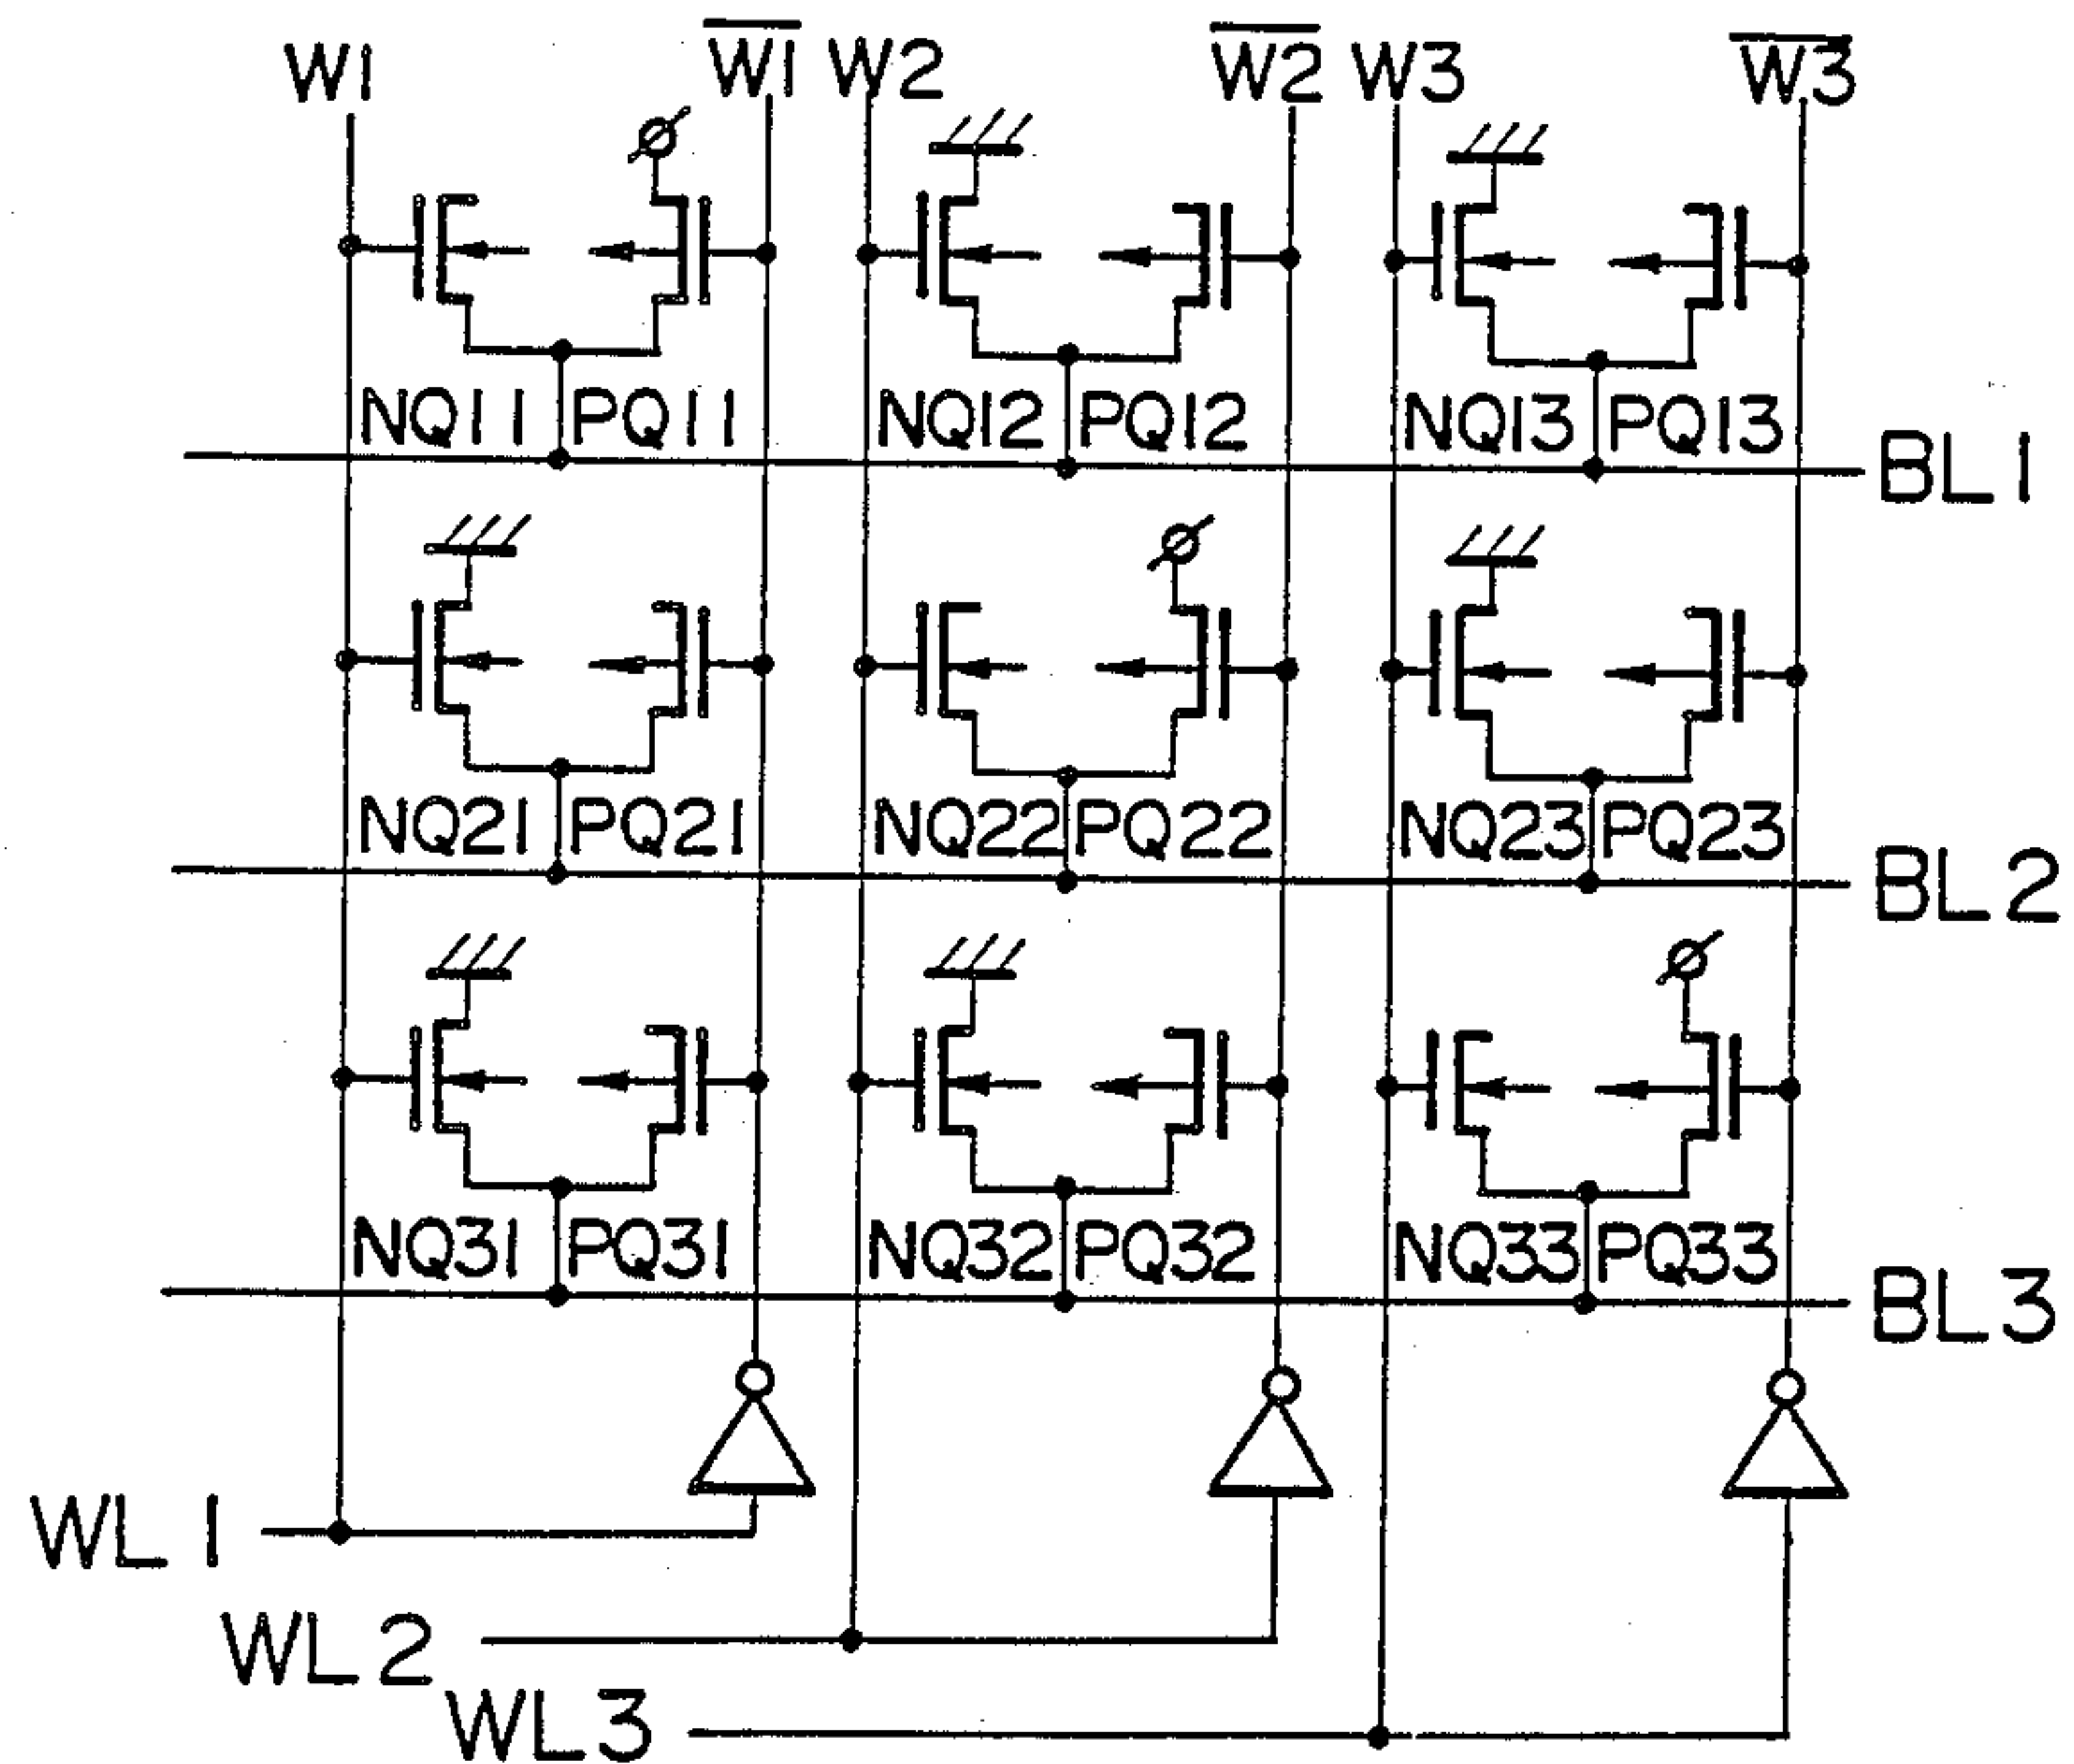 W1 W̅1̅ W2 W̅2̅ W3 W̅3̅
NQ11 PQ11 NQ12 PQ12 NQ13 PQ13
BL1
NQ21 PQ21 NQ22 PQ22 NQ23 PQ23
BL2
NQ31 PQ31 NQ32 PQ32 NQ33 PQ33
BL3
WL1
WL2
WL3